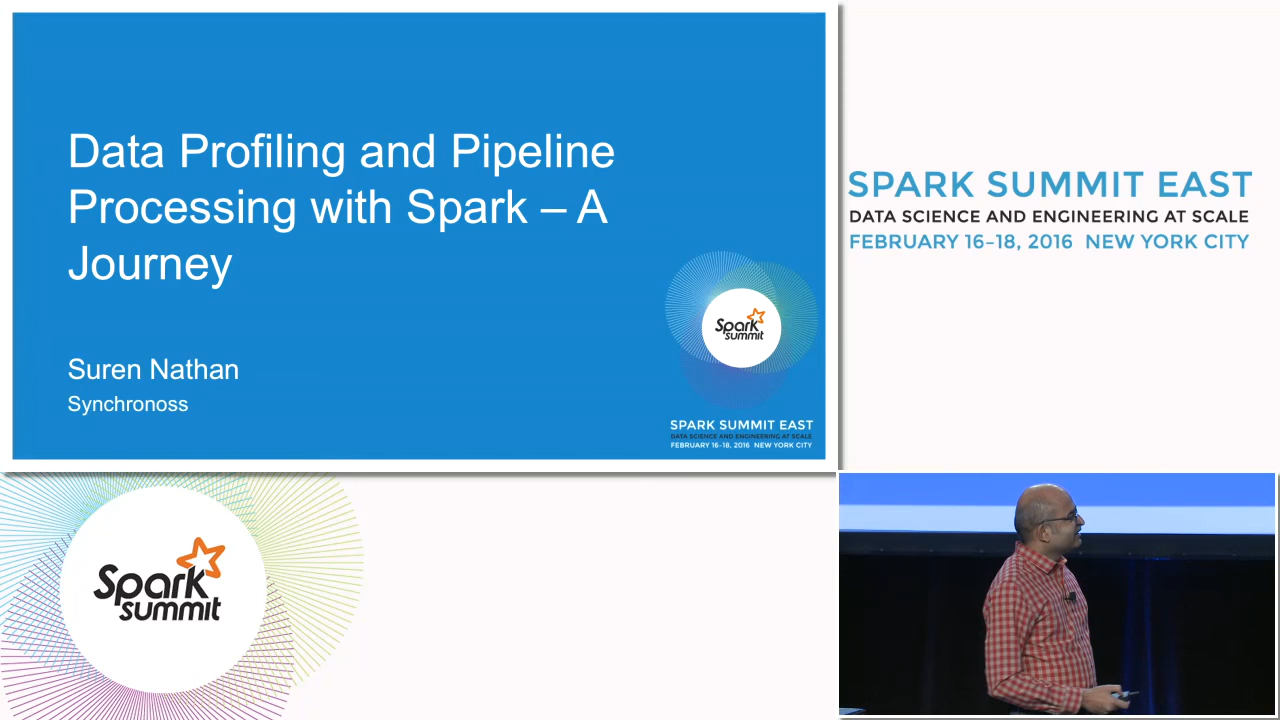 Data Profiling and Pipeline
Processing with Spark – A
Journey
Suren Nathan
Synchronoss
Spark
summit
SPARK SUMMIT EAST
DATA SCIENCE AND ENGINEERING AT SCALE
FEBRUARY 16-18, 2016 NEW YORK CITY
SPARK SUMMIT EAST
DATA SCIENCE AND ENGINEERING AT SCALE
FEBRUARY 16–18, 2016 NEW YORK CITY
Spark
summit